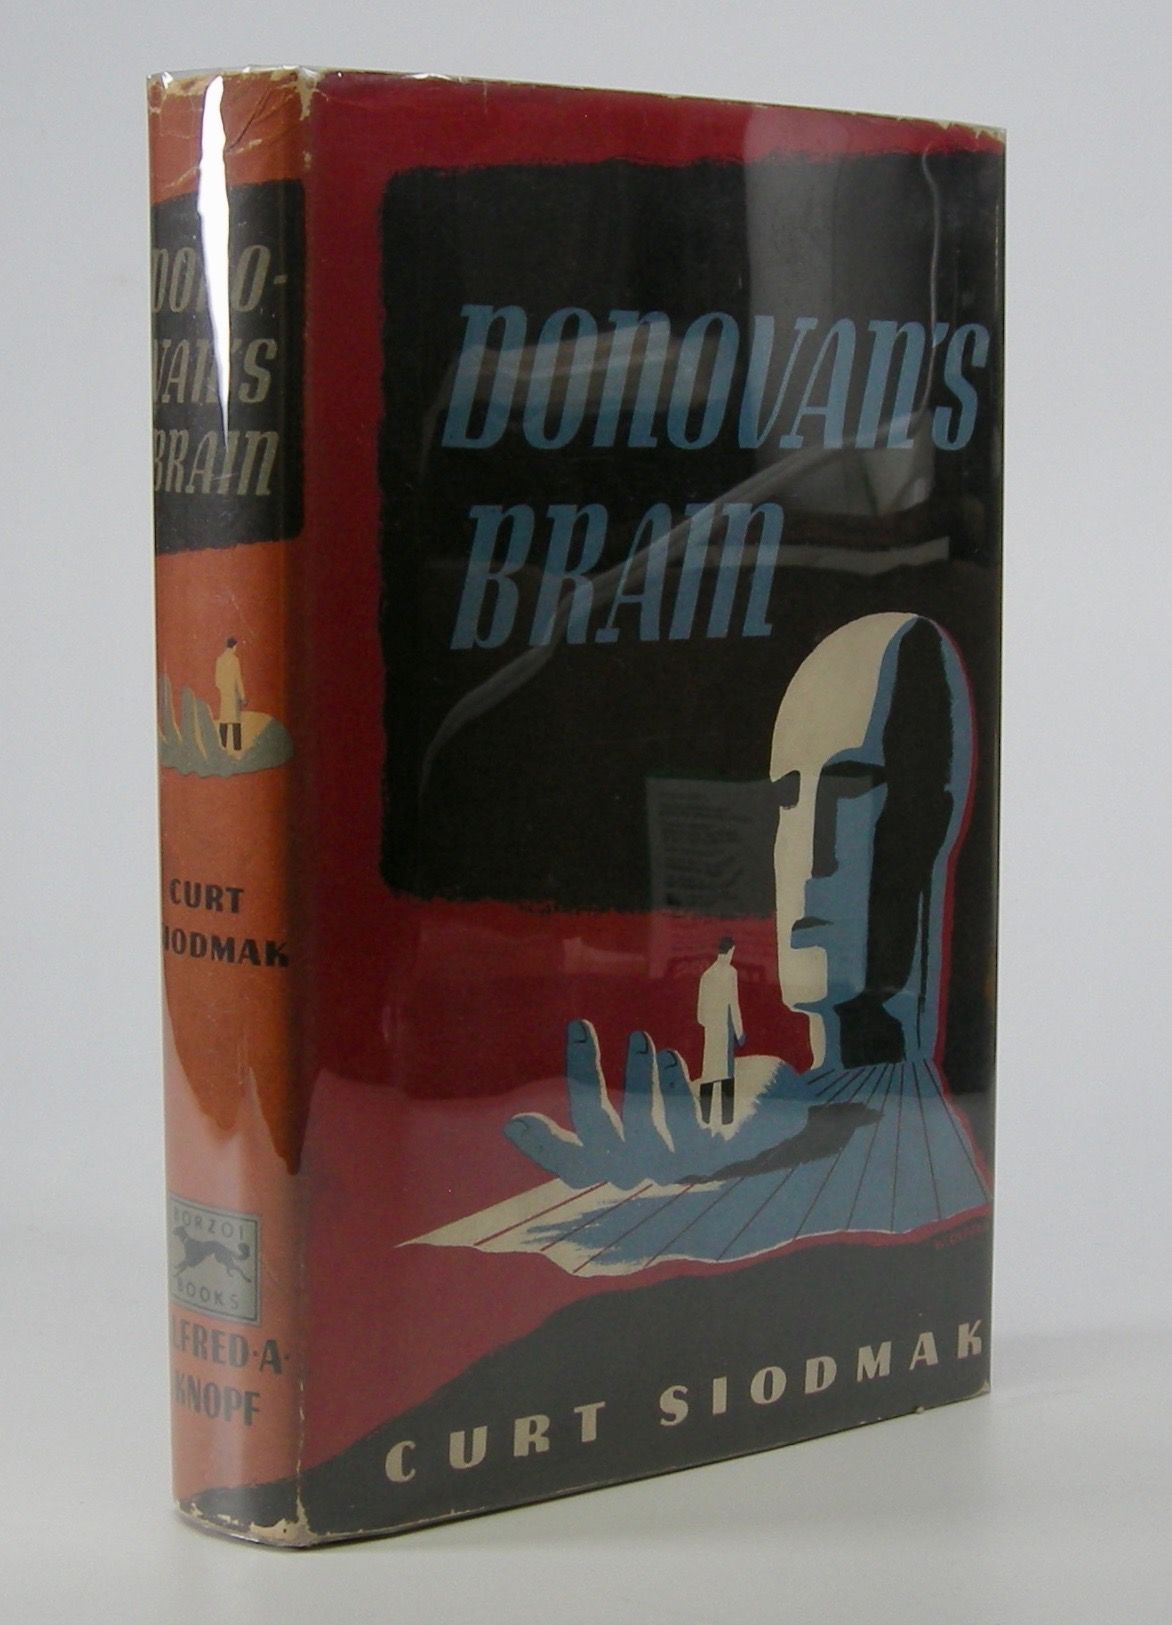 DONO-
VAN'S
BRAIN
CURT
SIODMAK
BORZOI
BOOKS
ALFRED·A·
KNOPF
DONOVAN'S
BRAIN
CURT SIODMAK